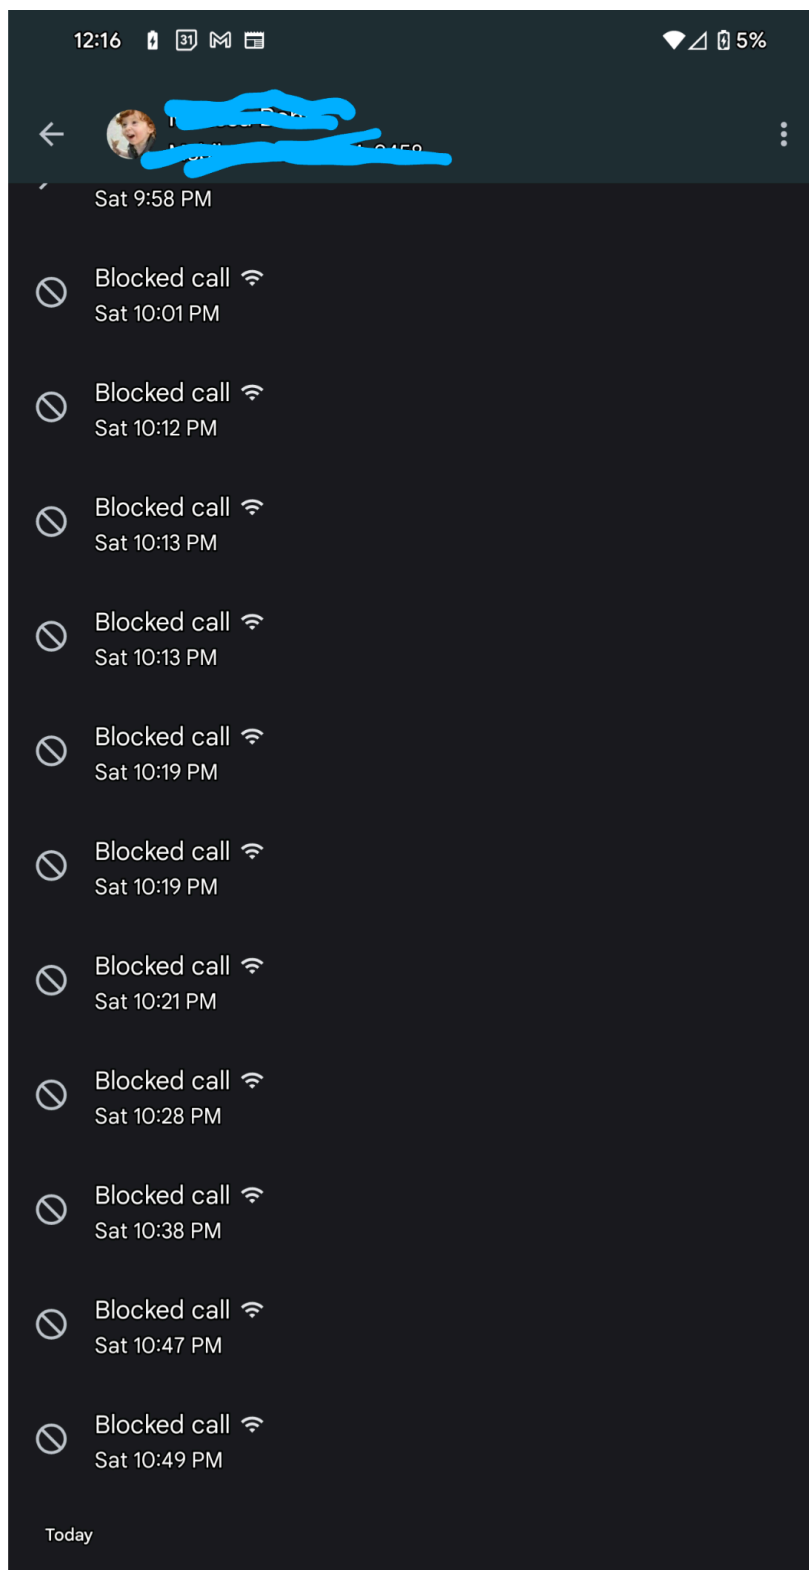 12:16 31 5%
Sat 9:58 PM
Blocked call
Sat 10:01 PM
Blocked call
Sat 10:12 PM
Blocked call
Sat 10:13 PM
Blocked call
Sat 10:13 PM
Blocked call
Sat 10:19 PM
Blocked call
Sat 10:19 PM
Blocked call
Sat 10:21 PM
Blocked call
Sat 10:28 PM
Blocked call
Sat 10:38 PM
Blocked call
Sat 10:47 PM
Blocked call
Sat 10:49 PM
Today